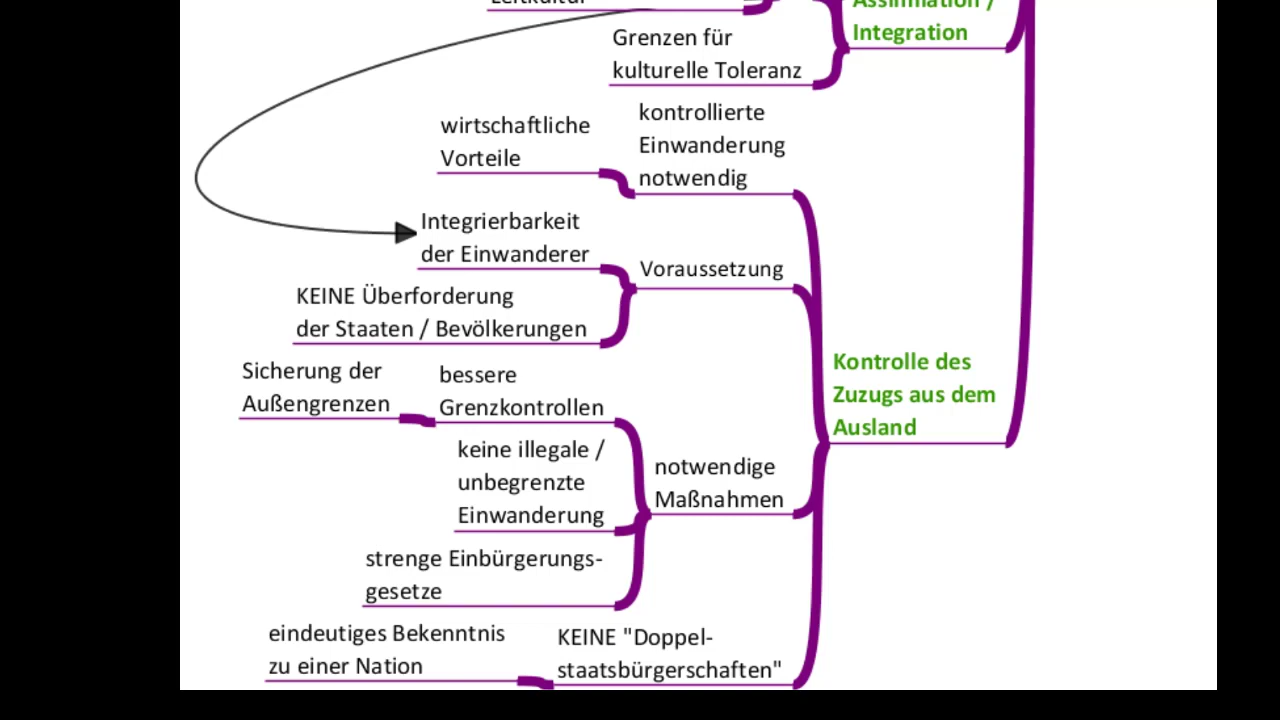 Leitkultur
Assimilation /
Integration
Grenzen für
kulturelle Toleranz
kontrollierte
Einwanderung
notwendig
wirtschaftliche
Vorteile
Integrierbarkeit
der Einwanderer
Voraussetzung
KEINE Überforderung
der Staaten / Bevölkerungen
Kontrolle des
Zuzugs aus dem
Ausland
Sicherung der
Außengrenzen
bessere
Grenzkontrollen
keine illegale /
unbegrenzte
Einwanderung
notwendige
Maßnahmen
strenge Einbürgerungs-
gesetze
eindeutiges Bekenntnis
zu einer Nation
KEINE "Doppel-
staatsbürgerschaften"